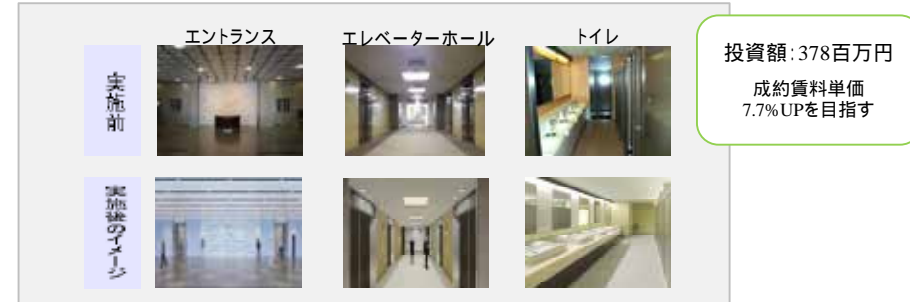 エントランス
エレベーターホール
トイレ
投資額：378百万円
成約賃料単価
7.7%UPを目指す
実施前
実施後のイメージ